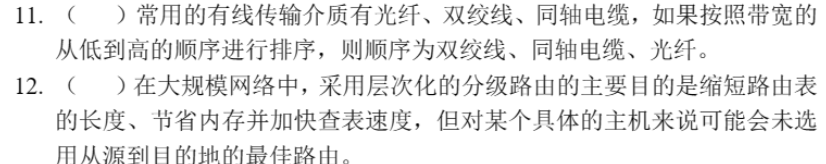 11. （　　）常用的有线传输介质有光纤、双绞线、同轴电缆，如果按照带宽的
从低到高的顺序进行排序，则顺序为双绞线、同轴电缆、光纤。
12. （　　）在大规模网络中，采用层次化的分级路由的主要目的是缩短路由表
的长度、节省内存并加快查表速度，但对某个具体的主机来说可能会未选
用从源到目的地的最佳路由。